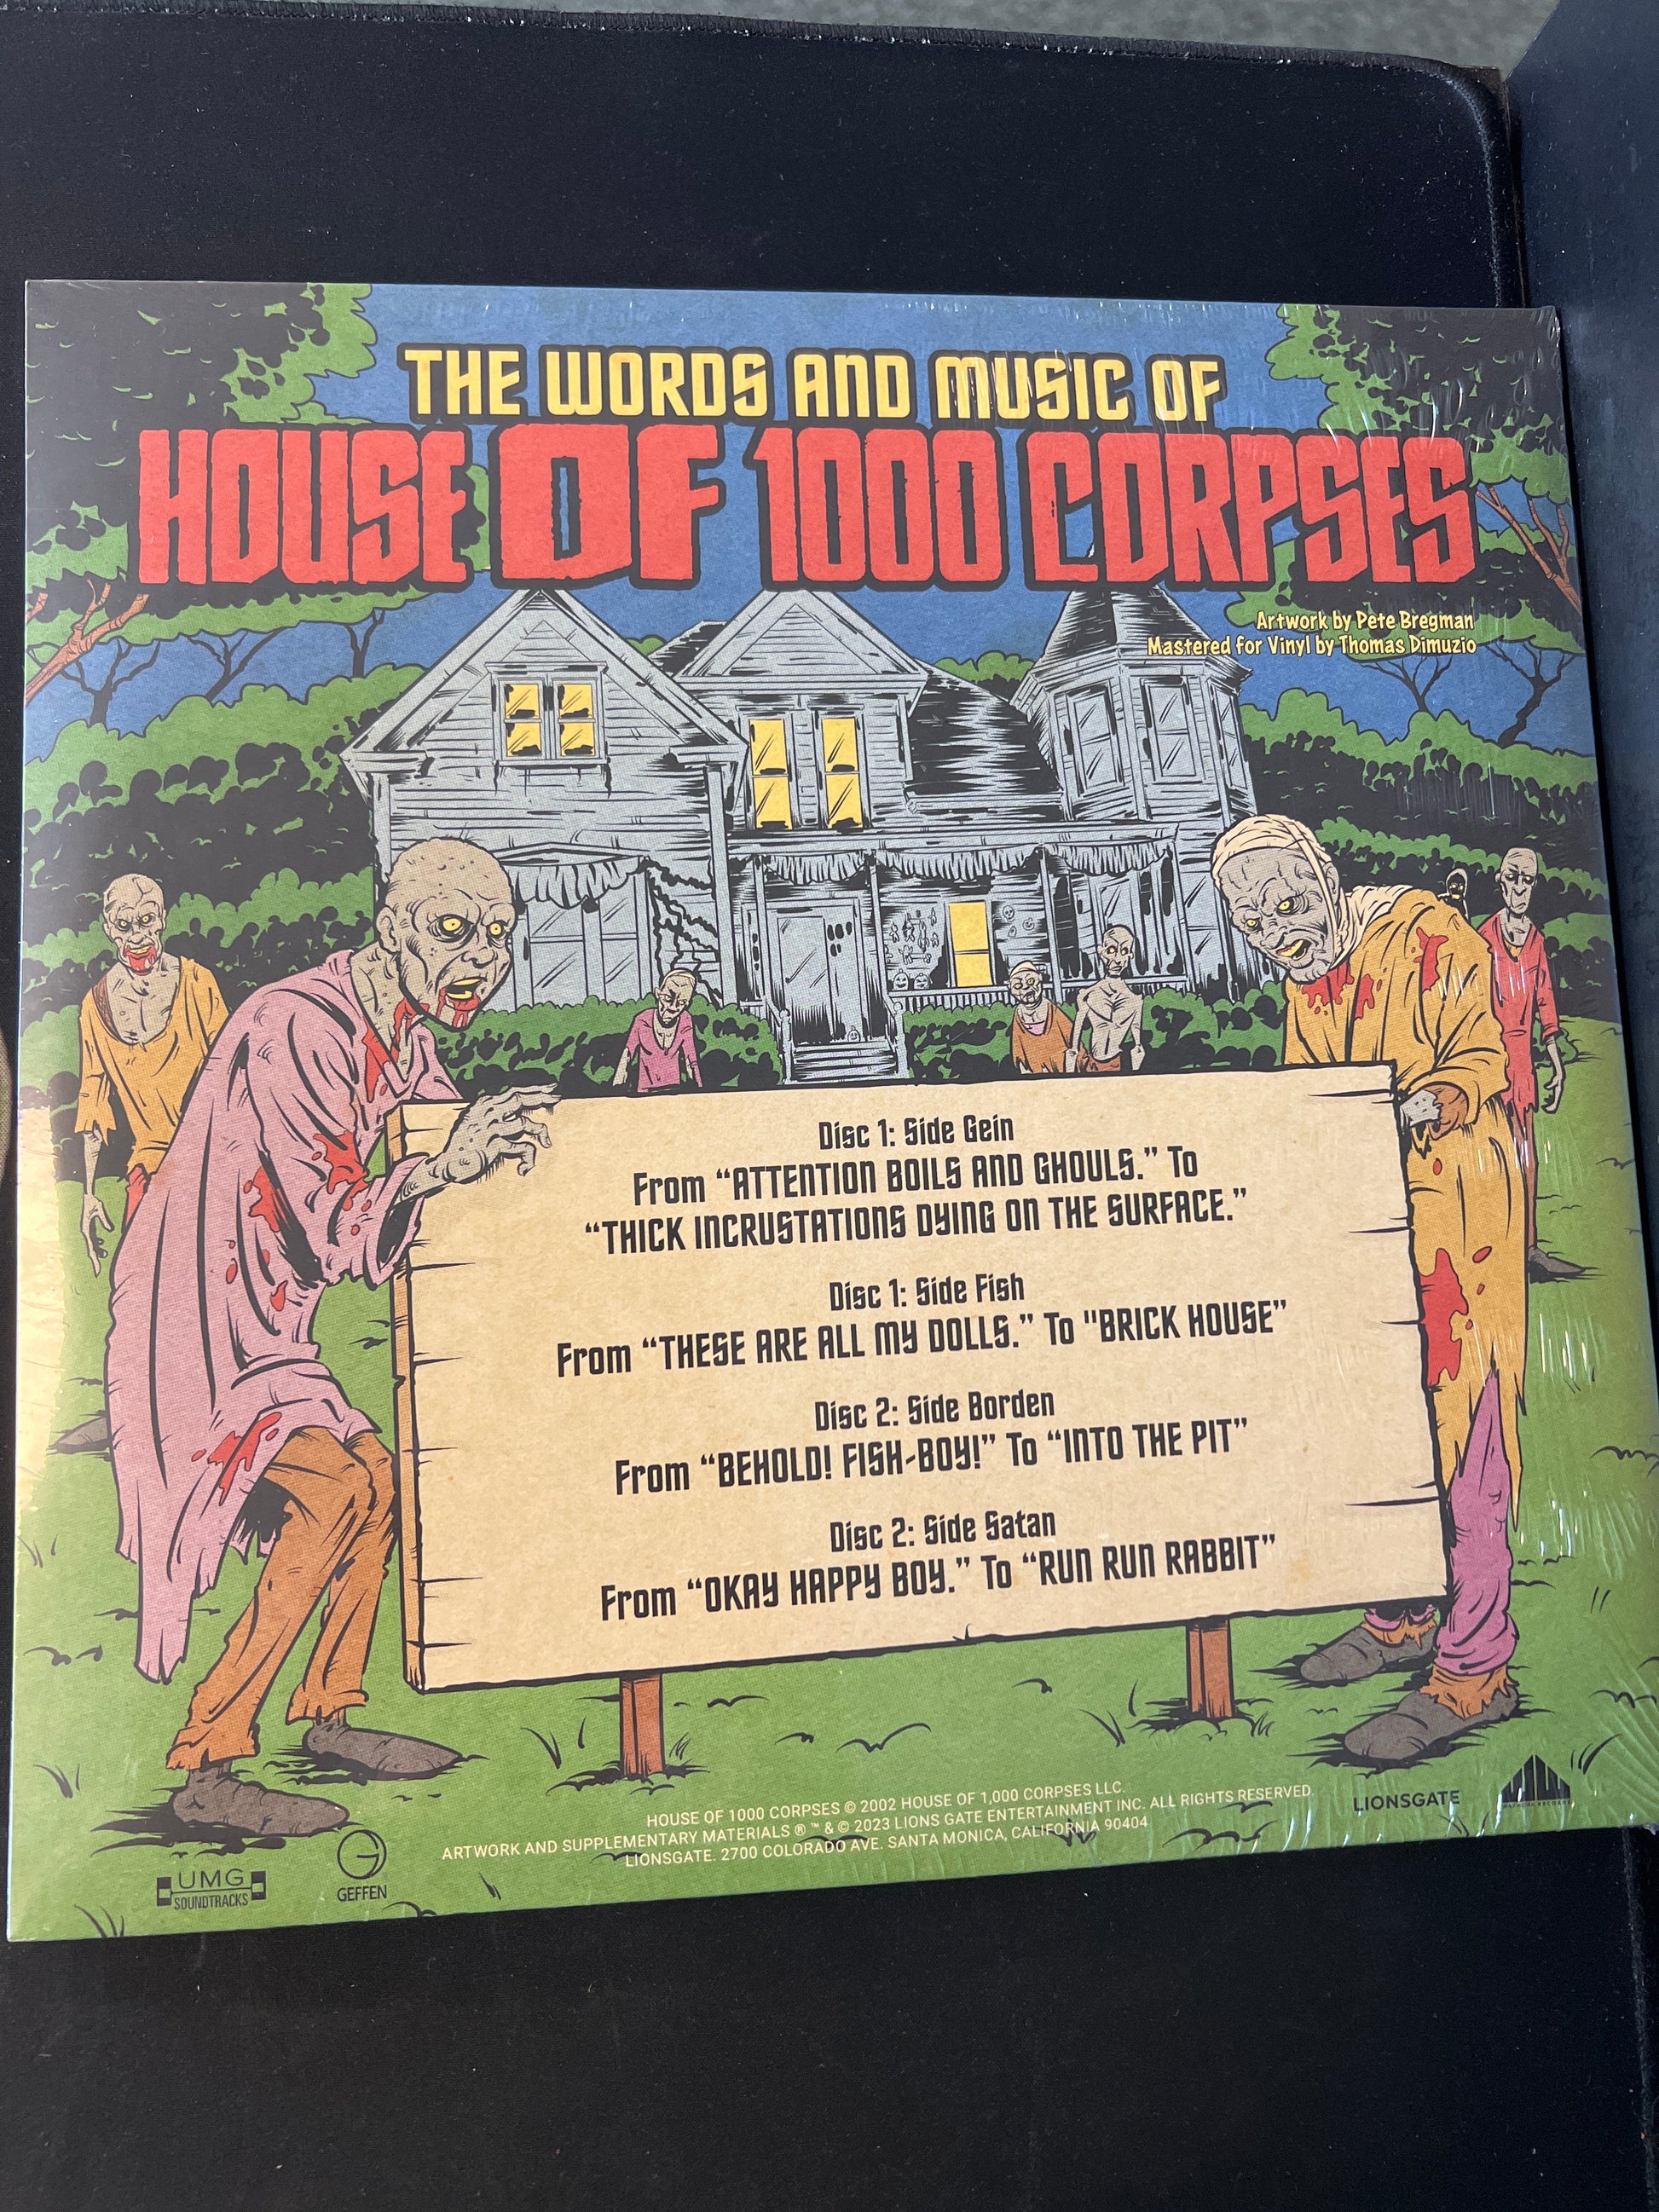 THE WORDS AND MUSIC OF
HOUSE OF 1000 CORPSES
Artwork by Pete Bregman
Mastered for Vinyl by Thomas Dimuzio
Disc 1: Side Gein
From “ATTENTION BOILS AND GHOULS.” To
“THICK INCRUSTATIONS DYING ON THE SURFACE.”
Disc 1: Side Fish
From “THESE ARE ALL MY DOLLS.” To "BRICK HOUSE”
Disc 2: Side Borden
From “BEHOLD! FISH-BOY!” To “INTO THE PIT”
Disc 2: Side Satan
From “OKAY HAPPY BOY.” To “RUN RUN RABBIT”
HOUSE OF 1000 CORPSES © 2002 HOUSE OF 1,000 CORPSES LLC.
ARTWORK AND SUPPLEMENTARY MATERIALS ® ™ & © 2023 LIONS GATE ENTERTAINMENT INC. ALL RIGHTS RESERVED.
LIONSGATE. 2700 COLORADO AVE. SANTA MONICA, CALIFORNIA 90404
UMG
SOUNDTRACKS
GEFFEN
LIONSGATE